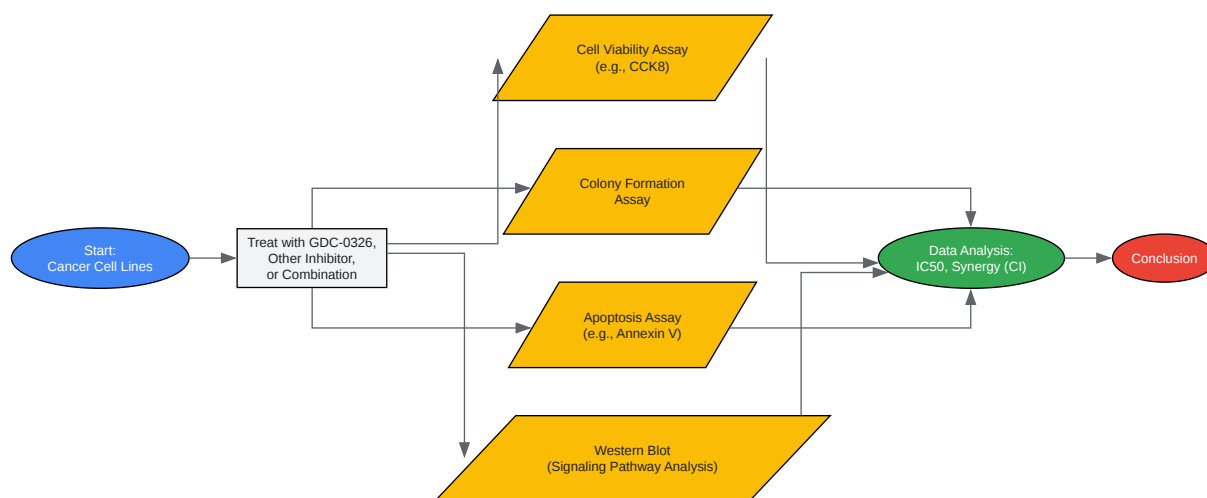 Start:
Cancer Cell Lines
Treat with GDC-0326,
Other Inhibitor,
or Combination
Cell Viability Assay
(e.g., CCK8)
Colony Formation
Assay
Apoptosis Assay
(e.g., Annexin V)
Western Blot
(Signaling Pathway Analysis)
Data Analysis:
IC50, Synergy (CI)
Conclusion